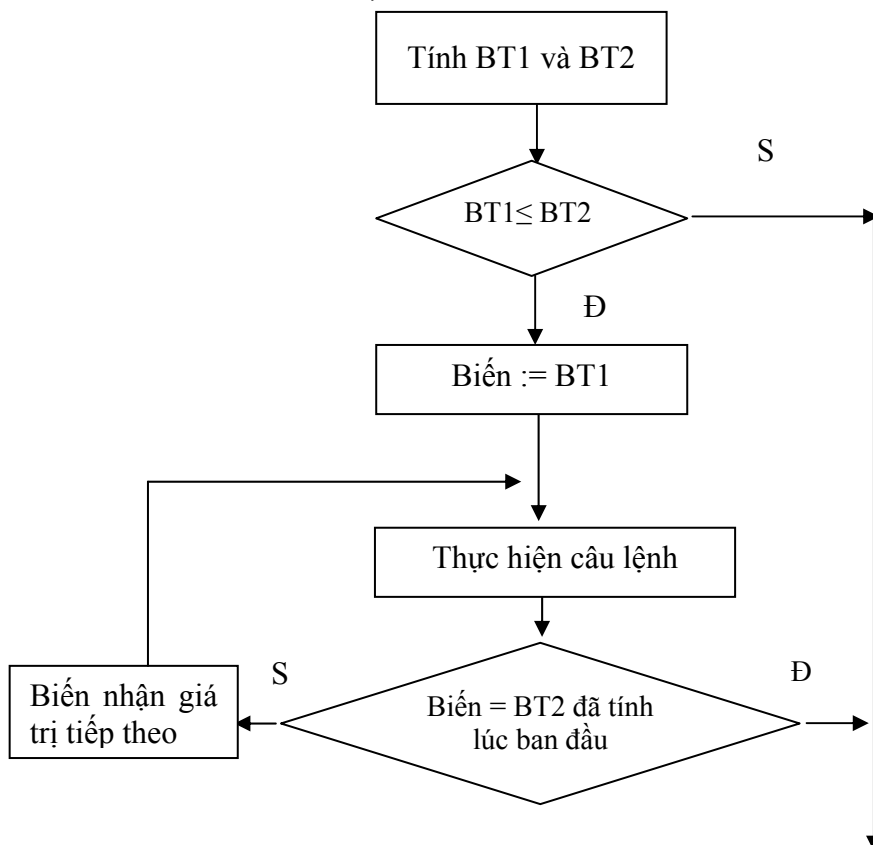 Tính BT1 và BT2
S
BT1≤ BT2
Đ
Biến := BT1
Thực hiện câu lệnh
Biến nhận giá
trị tiếp theo
S
Biến = BT2 đã tính
lúc ban đầu
Đ